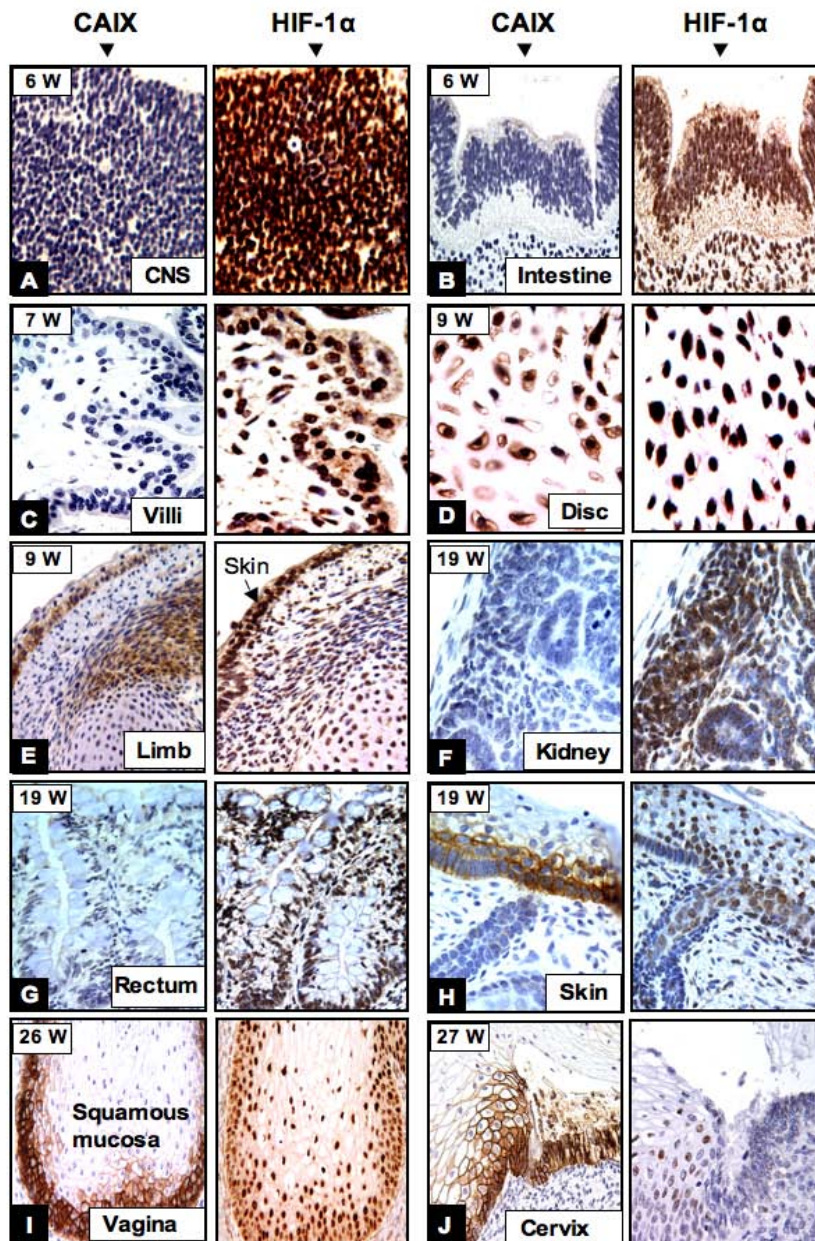 CAIX HIF-1α CAIX HIF-1α
6 W
A
CNS
6 W
B
Intestine
7 W
C
Villi
9 W
D
Disc
9 W
E
Limb
Skin
19 W
F
Kidney
19 W
G
Rectum
19 W
H
Skin
26 W
Squamous
mucosa
I
Vagina
27 W
J
Cervix